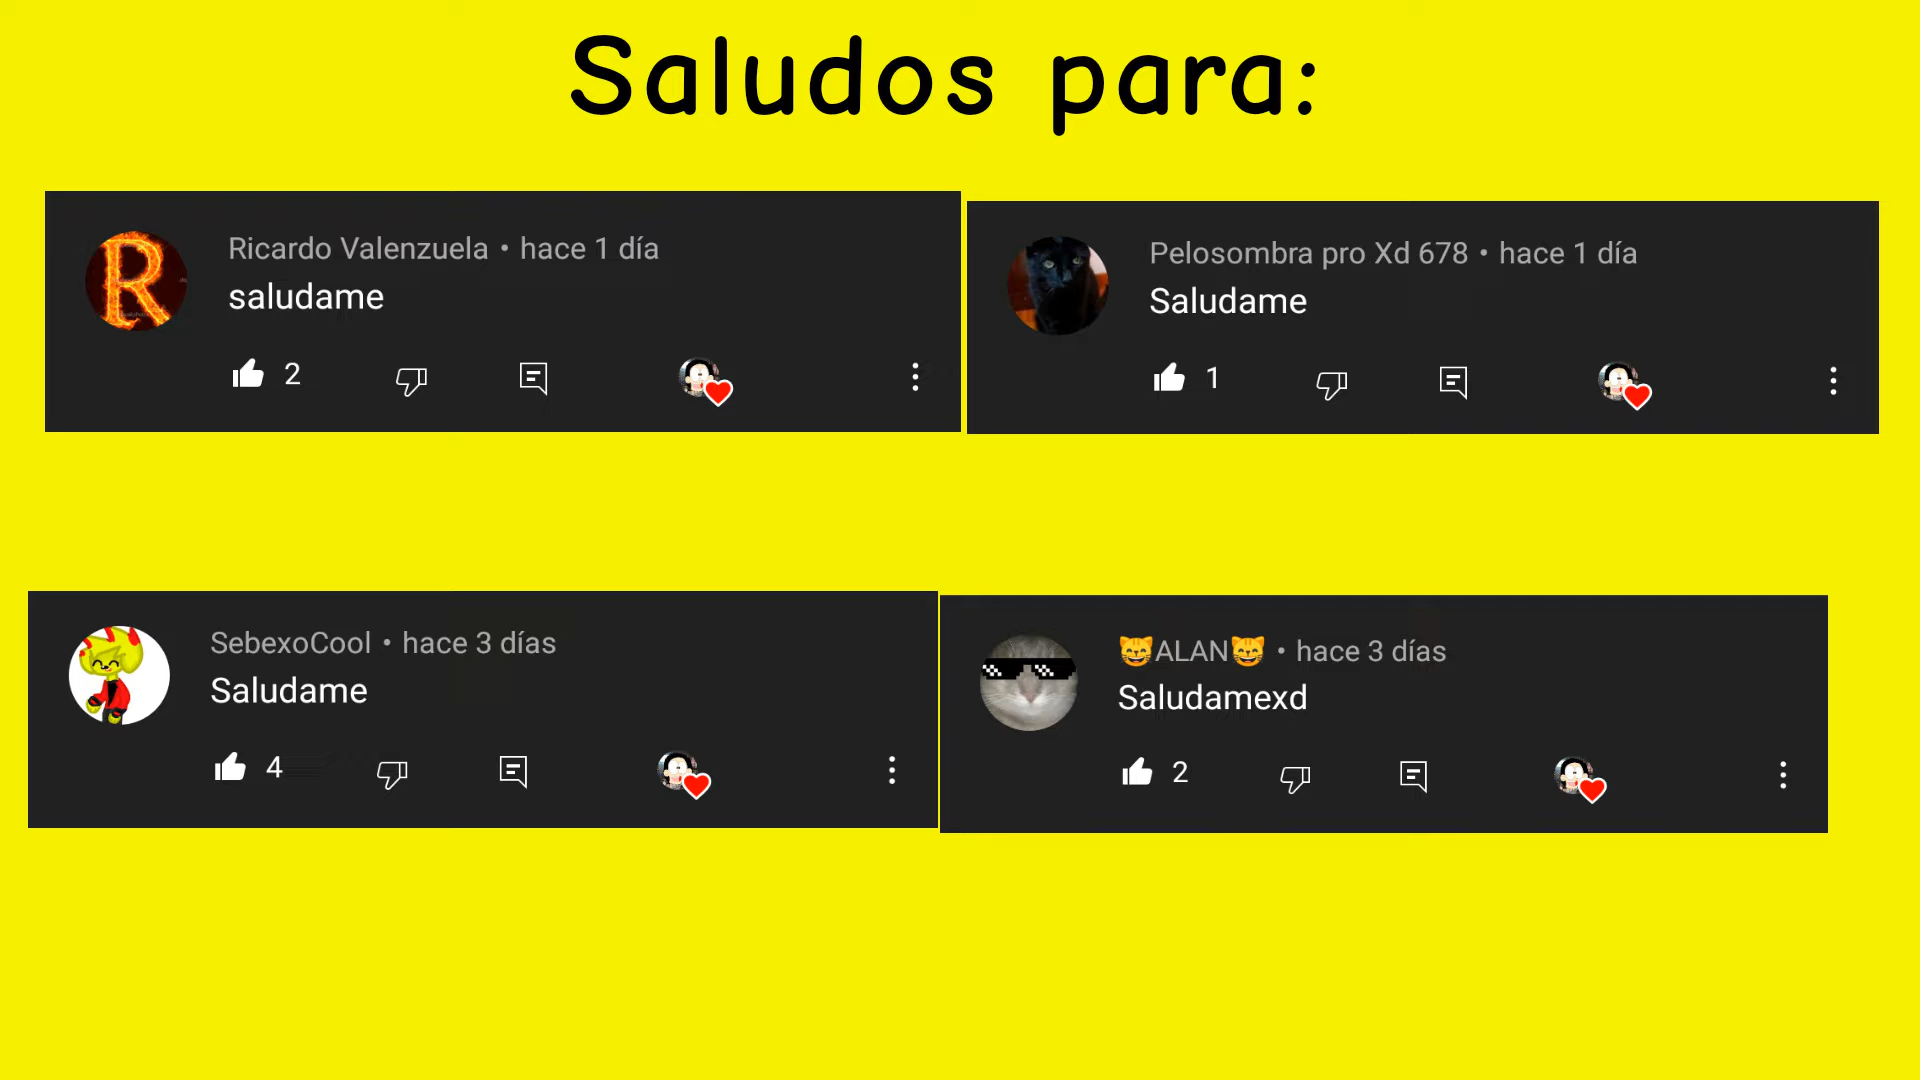 Saludos para:
Ricardo Valenzuela • hace 1 día
saludame
2
Pelosombra pro Xd 678 • hace 1 día
Saludame
1
SebexoCool • hace 3 días
Saludame
4
😸ALAN😸 • hace 3 días
Saludamexd
2